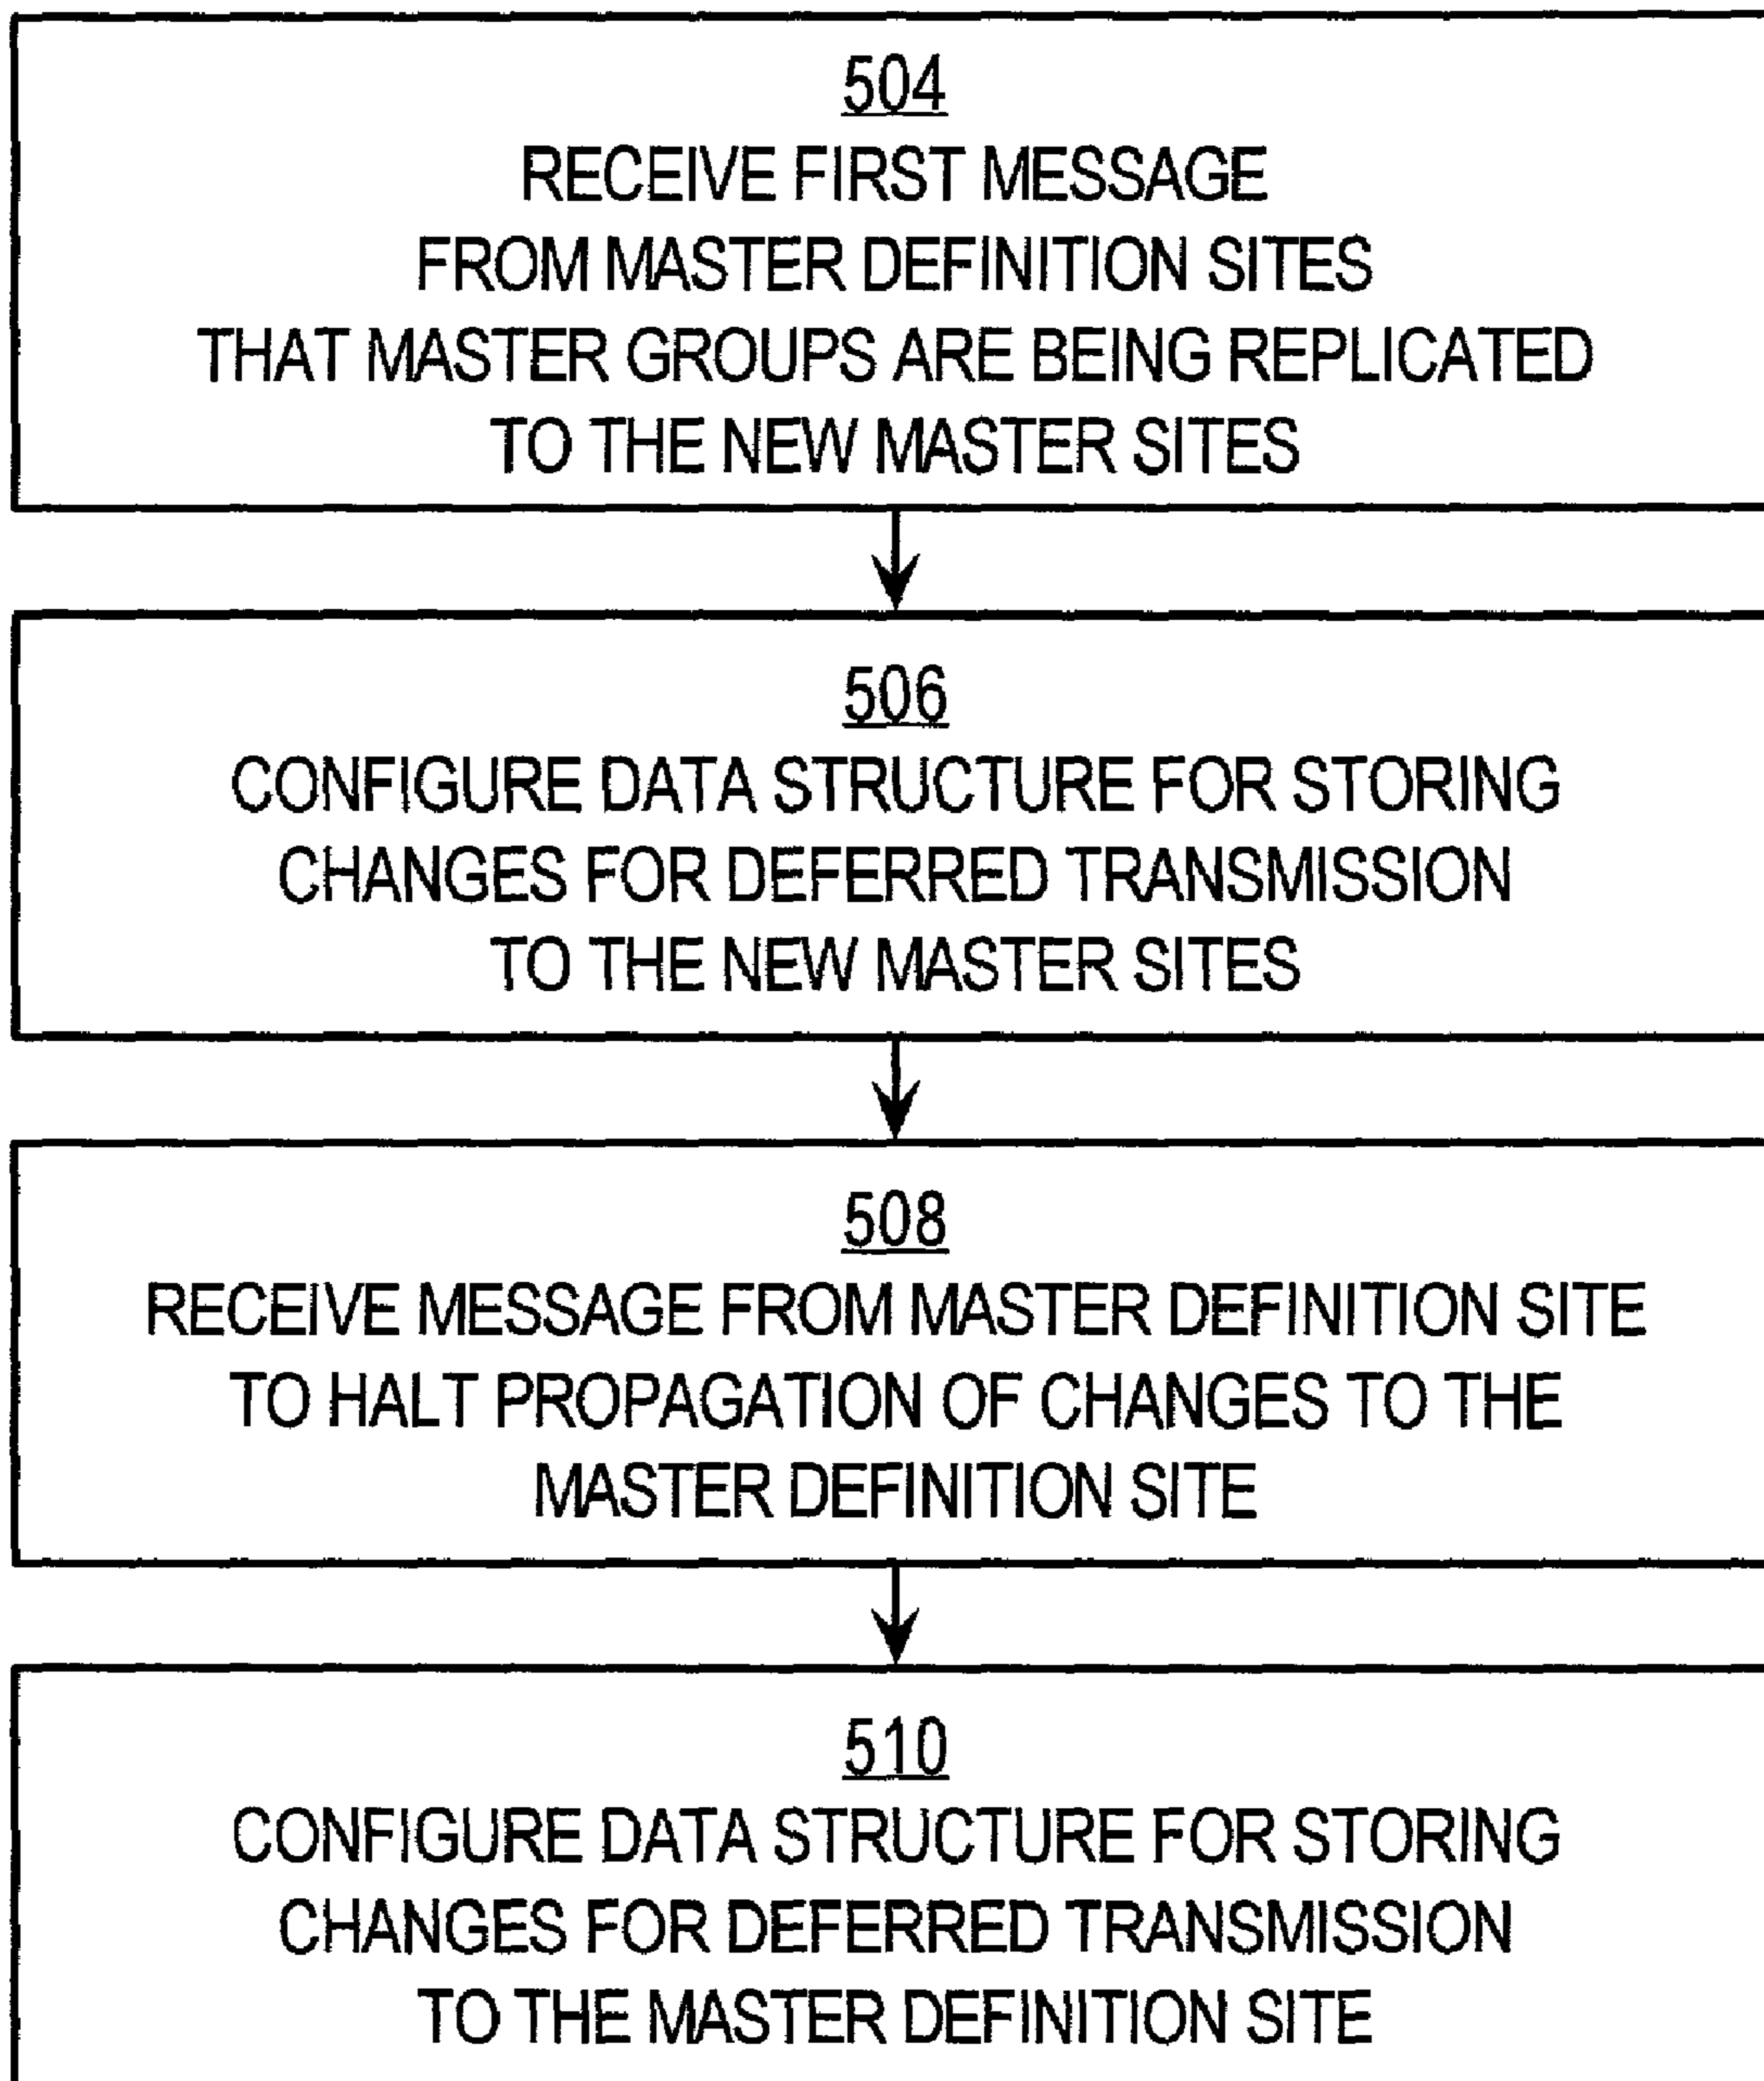 504
RECEIVE FIRST MESSAGE
FROM MASTER DEFINITION SITES
THAT MASTER GROUPS ARE BEING REPLICATED
TO THE NEW MASTER SITES
506
CONFIGURE DATA STRUCTURE FOR STORING
CHANGES FOR DEFERRED TRANSMISSION
TO THE NEW MASTER SITES
508
RECEIVE MESSAGE FROM MASTER DEFINITION SITE
TO HALT PROPAGATION OF CHANGES TO THE
MASTER DEFINITION SITE
510
CONFIGURE DATA STRUCTURE FOR STORING
CHANGES FOR DEFERRED TRANSMISSION
TO THE MASTER DEFINITION SITE